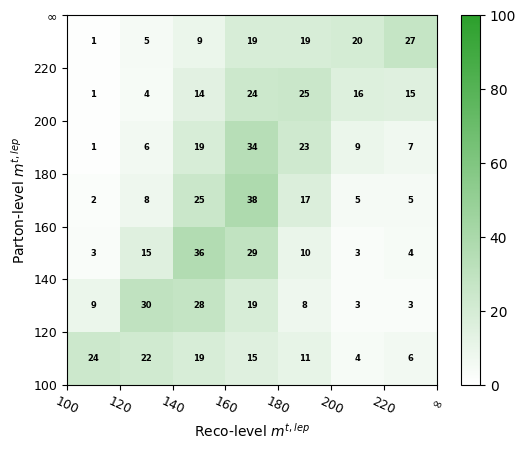 ∞
1 5 9 19 19 20 27
220
1 4 14 24 25 16 15
200
1 6 19 34 23 9 7
180
2 8 25 38 17 5 5
160
3 15 36 29 10 3 4
140
9 30 28 19 8 3 3
120
24 22 19 15 11 4 6
100
100 120 140 160 180 200 220 ∞
Reco-level m^{t, lep}
Parton-level m^{t, lep}
100
80
60
40
20
0